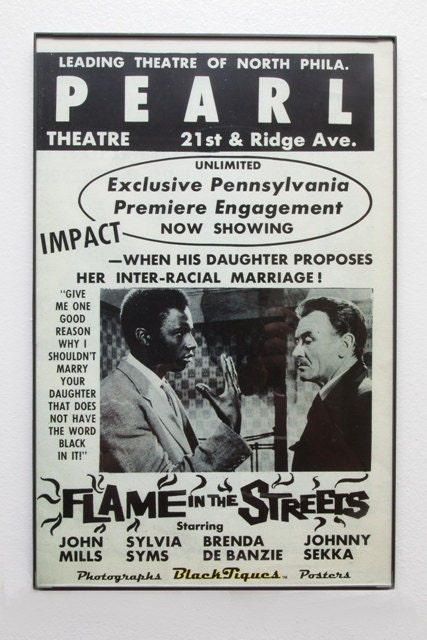 LEADING THEATRE OF NORTH PHILA.
PEARL
THEATRE 21st & Ridge Ave.
UNLIMITED
Exclusive Pennsylvania
Premiere Engagement
NOW SHOWING
IMPACT
—WHEN HIS DAUGHTER PROPOSES
HER INTER-RACIAL MARRIAGE!
"GIVE
ME ONE
GOOD
REASON
WHY I
SHOULDN'T
MARRY
YOUR
DAUGHTER
THAT DOES
NOT HAVE
THE WORD
BLACK
IN IT!"
FLAME IN THE STREETS
Starring
JOHN MILLS
SYLVIA SYMS
BRENDA DE BANZIE
JOHNNY SEKKA
Photographs BlackTiques™ Posters